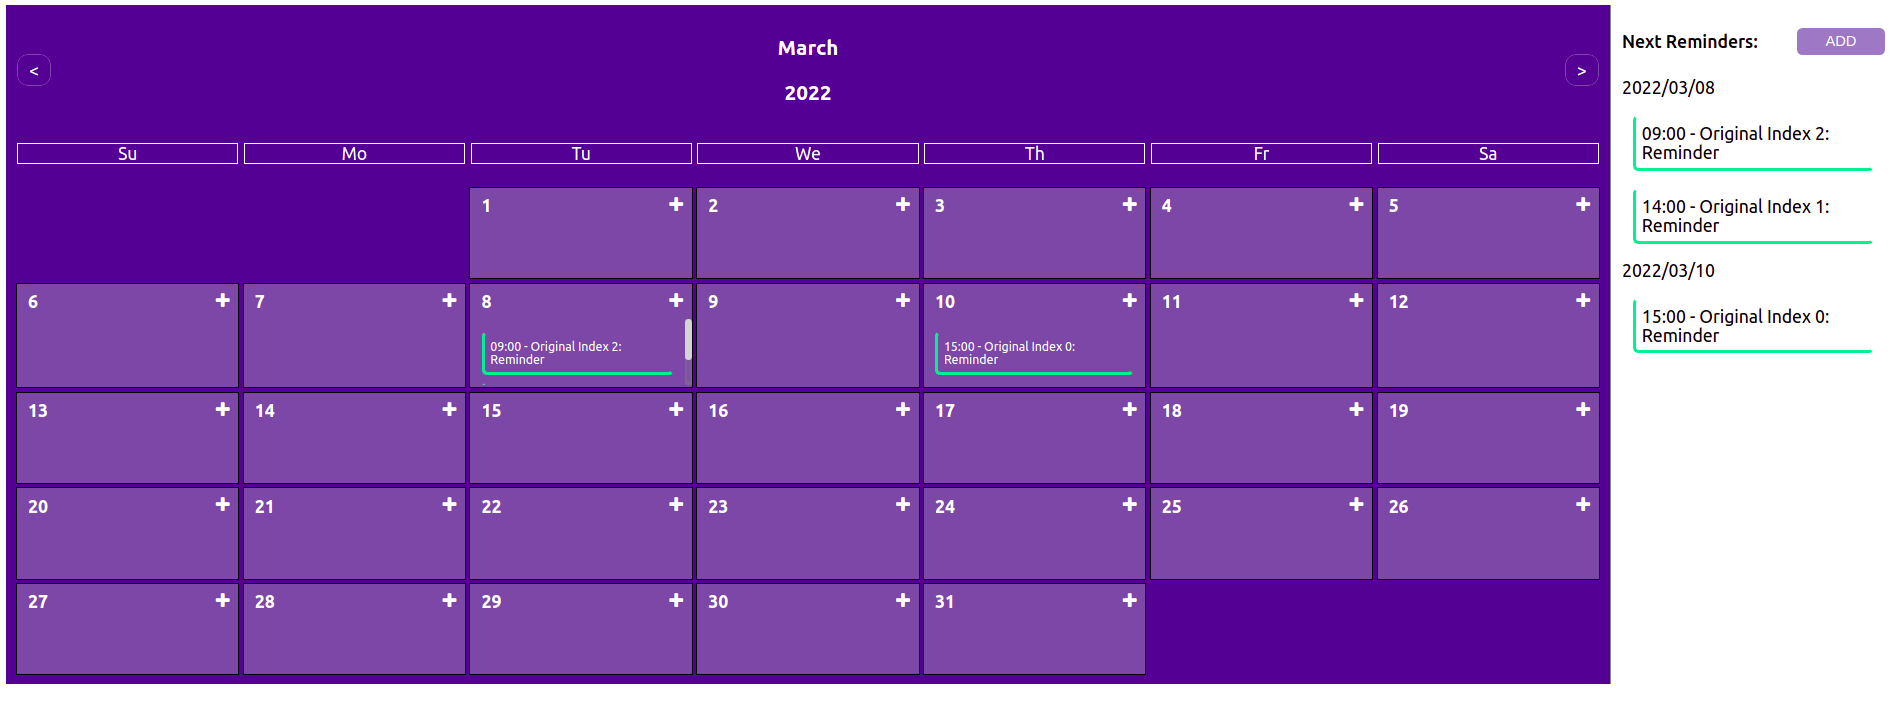 March
2022
<
>
Su Mo Tu We Th Fr Sa
1 + 2 + 3 + 4 + 5 +
6 + 7 + 8 + 9 + 10 + 11 + 12 +
09:00 - Original Index 2:
Reminder
15:00 - Original Index 0:
Reminder
13 + 14 + 15 + 16 + 17 + 18 + 19 +
20 + 21 + 22 + 23 + 24 + 25 + 26 +
27 + 28 + 29 + 30 + 31 +
Next Reminders:
ADD
2022/03/08
09:00 - Original Index 2:
Reminder
14:00 - Original Index 1:
Reminder
2022/03/10
15:00 - Original Index 0:
Reminder